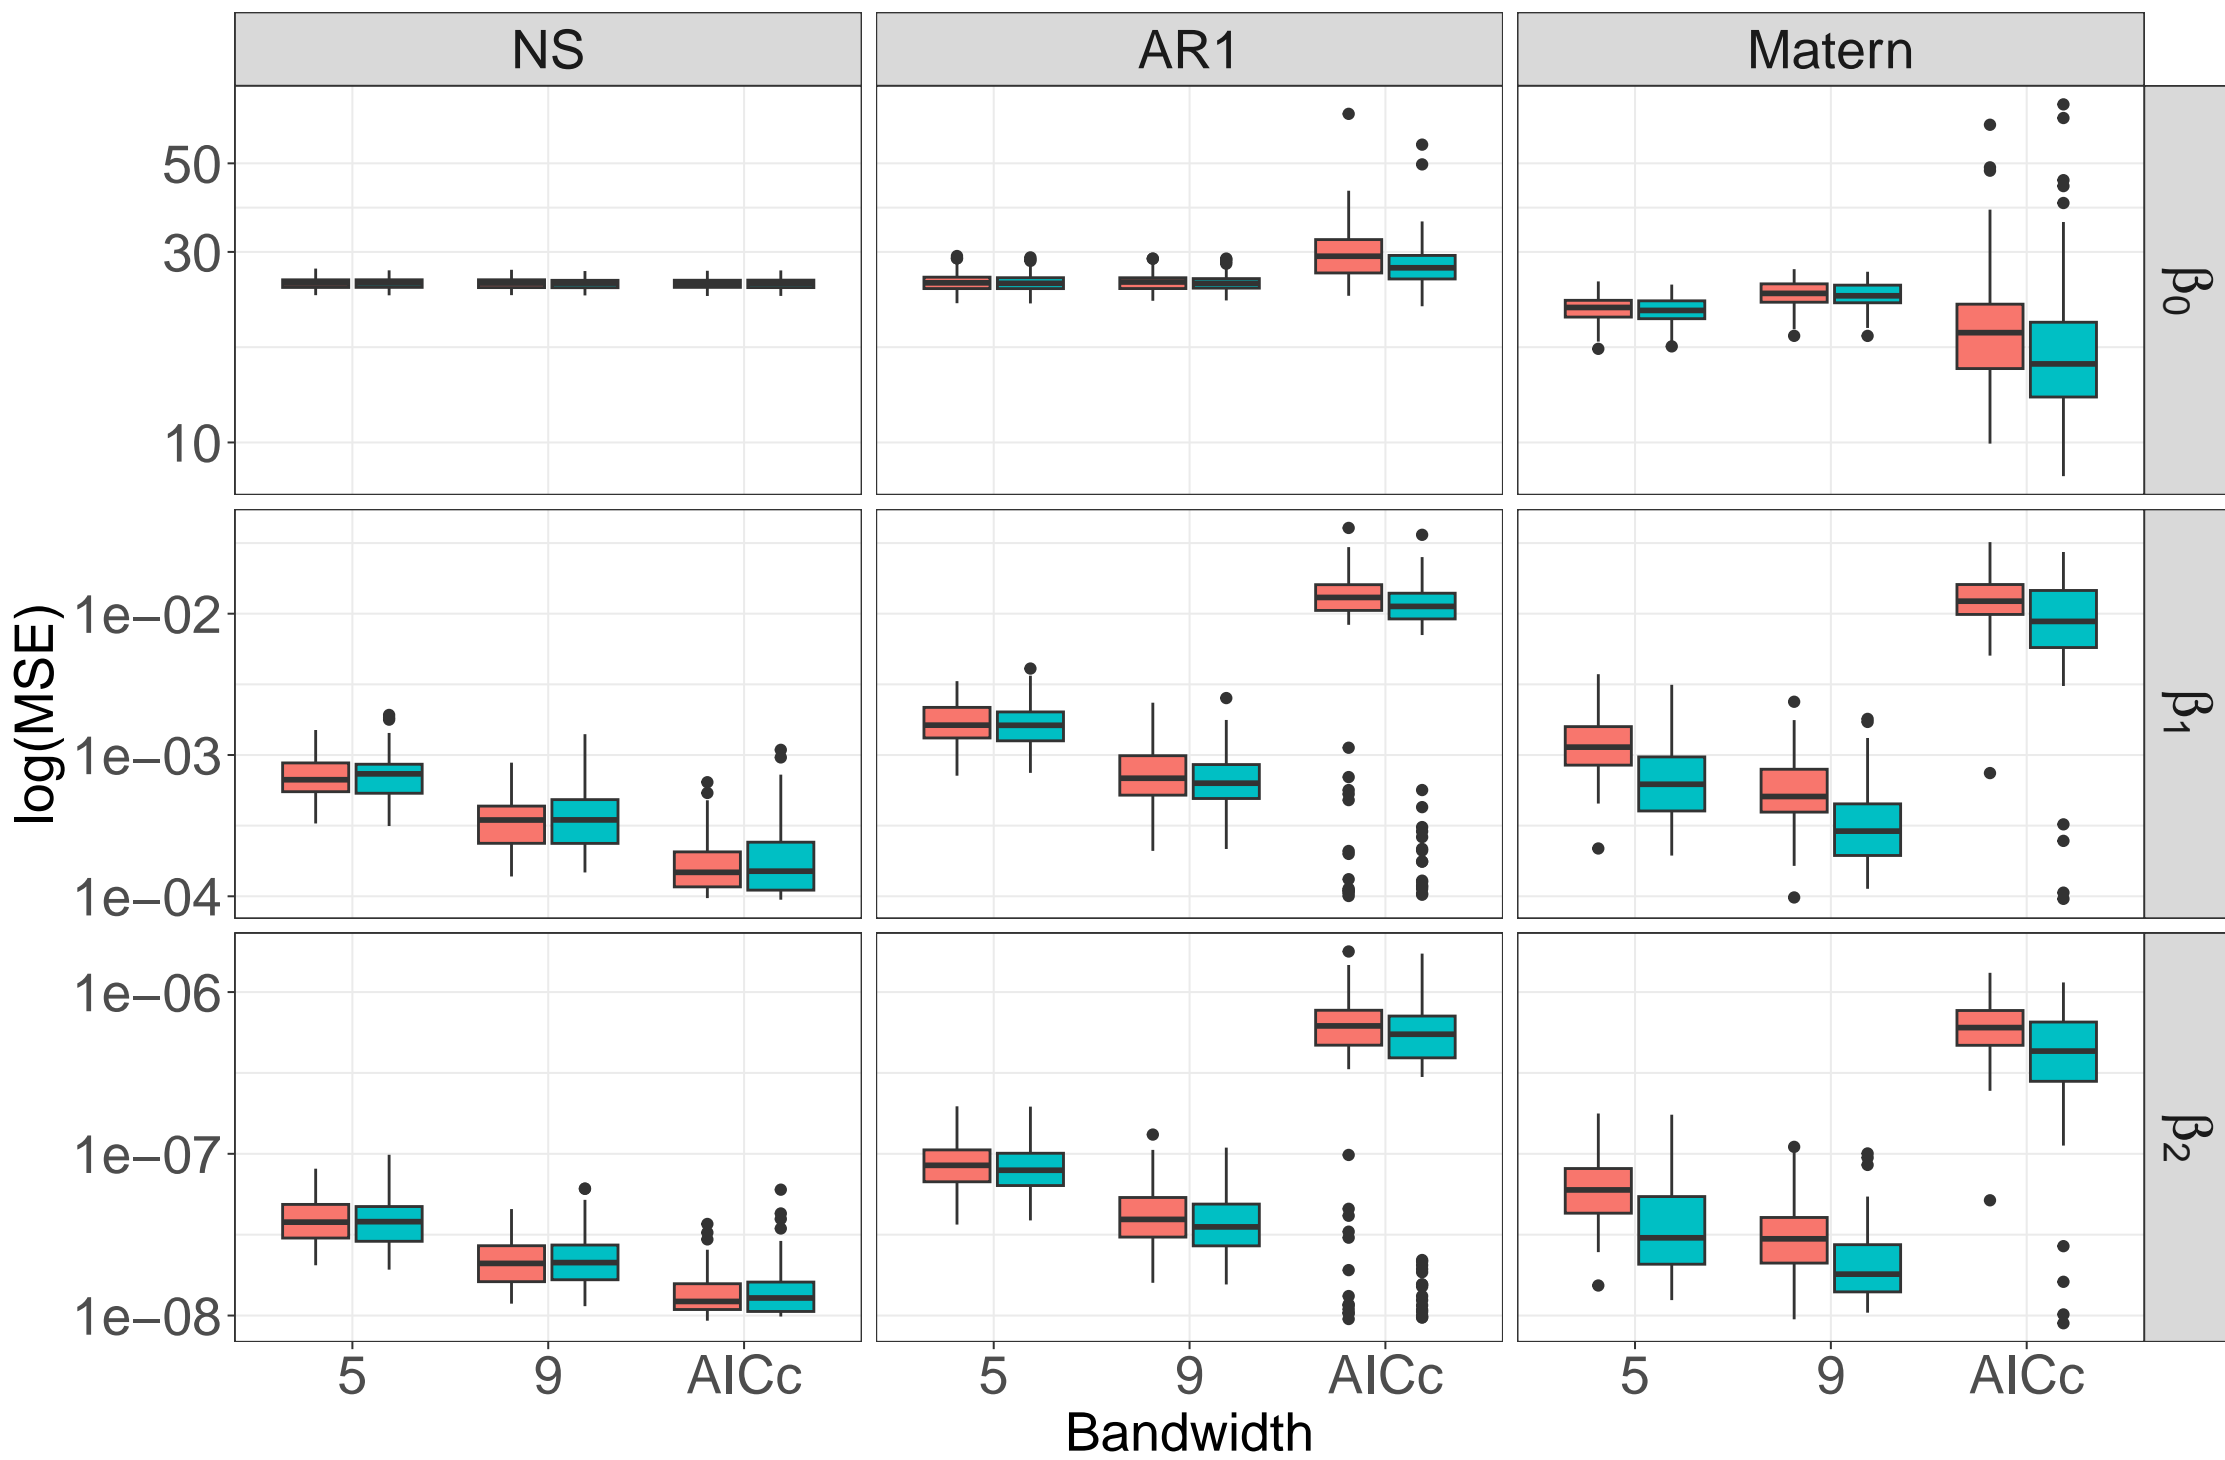 NS AR1 Matern
50
30
10
β0
log(MSE)
1e−02
1e−03
1e−04
β1
1e−06
1e−07
1e−08
β2
5 9 AICc 5 9 AICc 5 9 AICc
Bandwidth